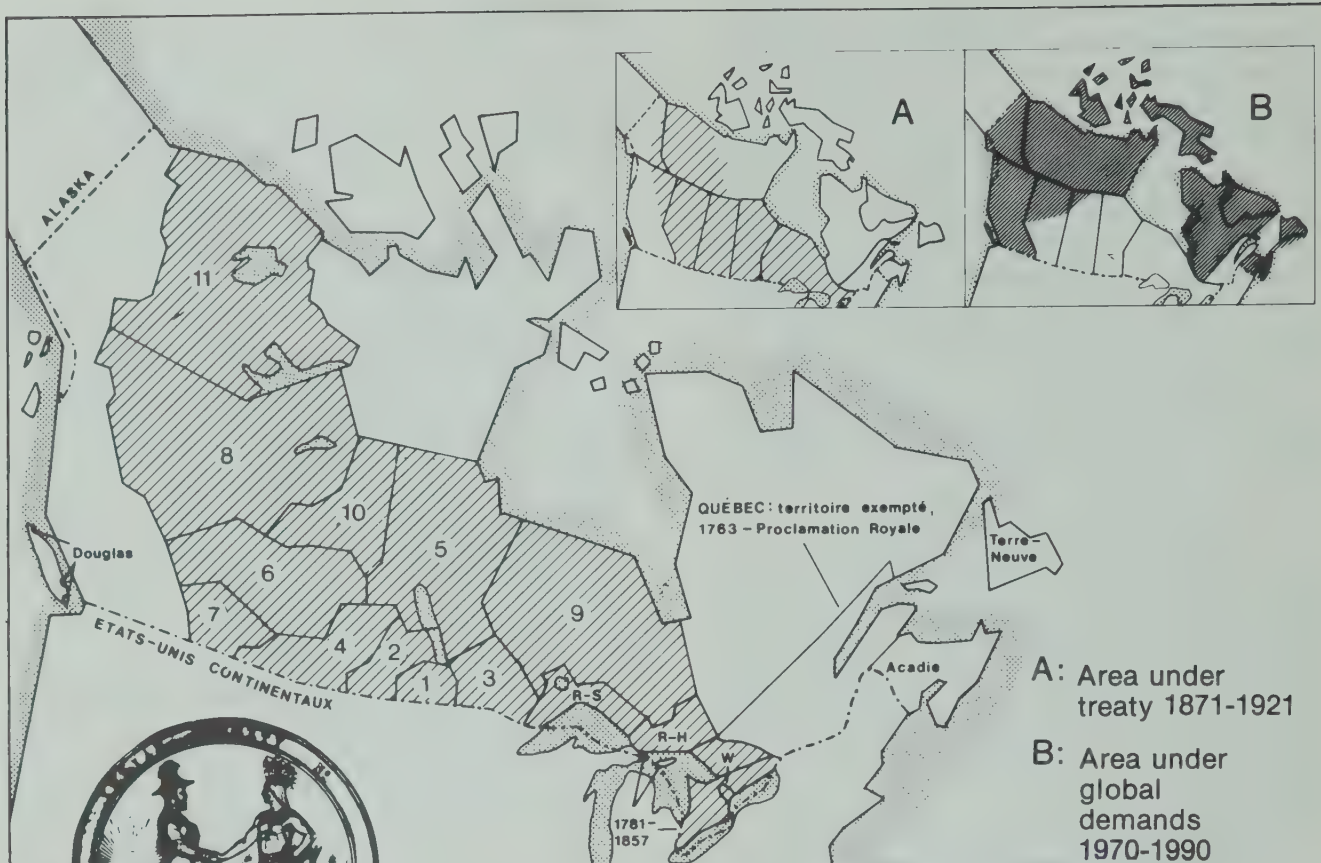 A
B
ALASKA
11
8
10
5
6
9
7
4
2
1
3
Douglas
ETATS-UNIS CONTINENTAUX
QUÉBEC: territoire exempté,
1763 – Proclamation Royale
Terre-
Neuve
Acadie
R-S
R-H
W
1781-
1857
A: Area under
treaty 1871-1921
B: Area under
global
demands
1970-1990